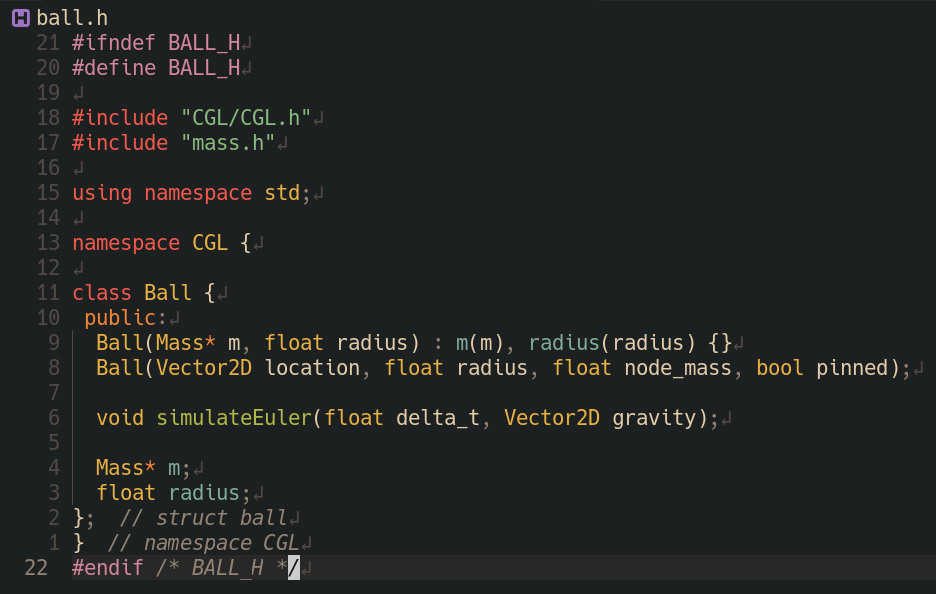 ball.h
21 #ifndef BALL_H
20 #define BALL_H
19
18 #include "CGL/CGL.h"
17 #include "mass.h"
16
15 using namespace std;
14
13 namespace CGL {
12
11 class Ball {
10  public:
9   Ball(Mass* m, float radius) : m(m), radius(radius) {}
8   Ball(Vector2D location, float radius, float node_mass, bool pinned);
7
6   void simulateEuler(float delta_t, Vector2D gravity);
5
4   Mass* m;
3   float radius;
2 };  // struct ball
1 }  // namespace CGL
22 #endif /* BALL_H */